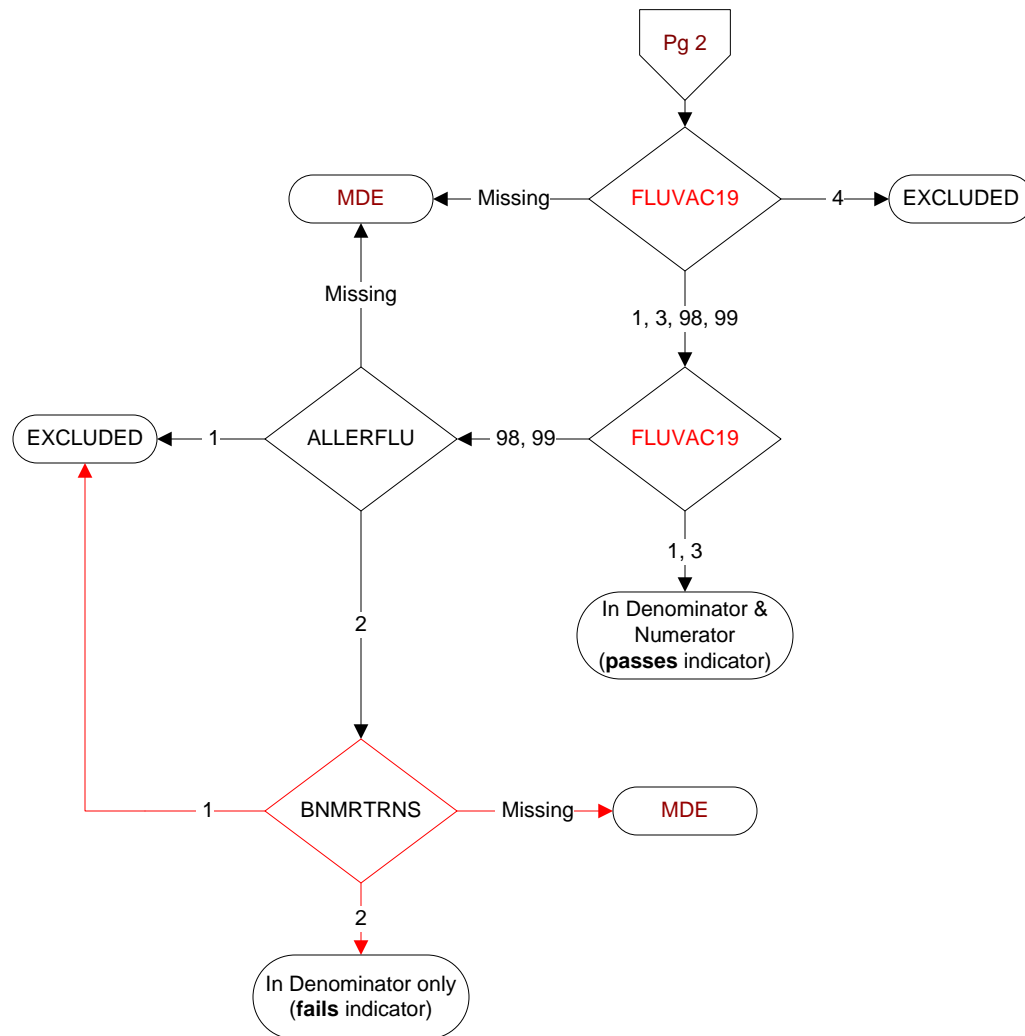 Pg 2
MDE
Missing
FLUVAC19
4
EXCLUDED
Missing
1, 3, 98, 99
EXCLUDED
1
ALLERFLU
98, 99
FLUVAC19
1, 3
2
In Denominator &
Numerator
(passes indicator)
1
BNMRTRNS
Missing
MDE
2
In Denominator only
(fails indicator)